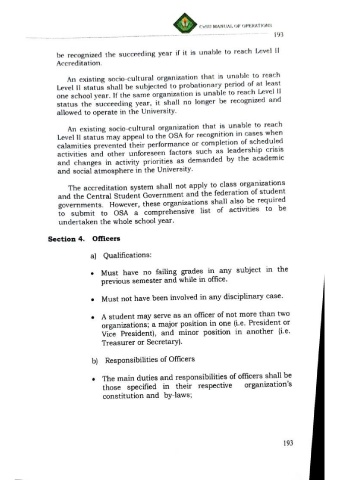 CVSU MANUAL OF OPERATIONS
193
be recognized the succeeding year if it is unable to reach Level II
Accreditation.
An existing socio-cultural organization that is unable to reach
Level II status shall be subjected to probationary period of at least
one school year. If the same organization is unable to reach Level II
status the succeeding year, it shall no longer be recognized and
allowed to operate in the University.
An existing socio-cultural organization that is unable to reach
Level II status may appeal to the OSA for recognition in cases when
calamities prevented their performance or completion of scheduled
activities and other unforeseen factors such as leadership crisis
and changes in activity priorities as demanded by the academic
and social atmosphere in the University.
The accreditation system shall not apply to class organizations
and the Central Student Government and the federation of student
governments. However, these organizations shall also be required
to submit to OSA a comprehensive list of activities to be
undertaken the whole school year.
Section 4. Officers
a) Qualifications:
• Must have no failing grades in any subject in the
previous semester and while in office.
• Must not have been involved in any disciplinary case.
• A student may serve as an officer of not more than two
organizations; a major position in one (i.e. President or
Vice President), and minor position in another (i.e.
Treasurer or Secretary).
b) Responsibilities of Officers
• The main duties and responsibilities of officers shall be
those specified in their respective organization's
constitution and by-laws;
193